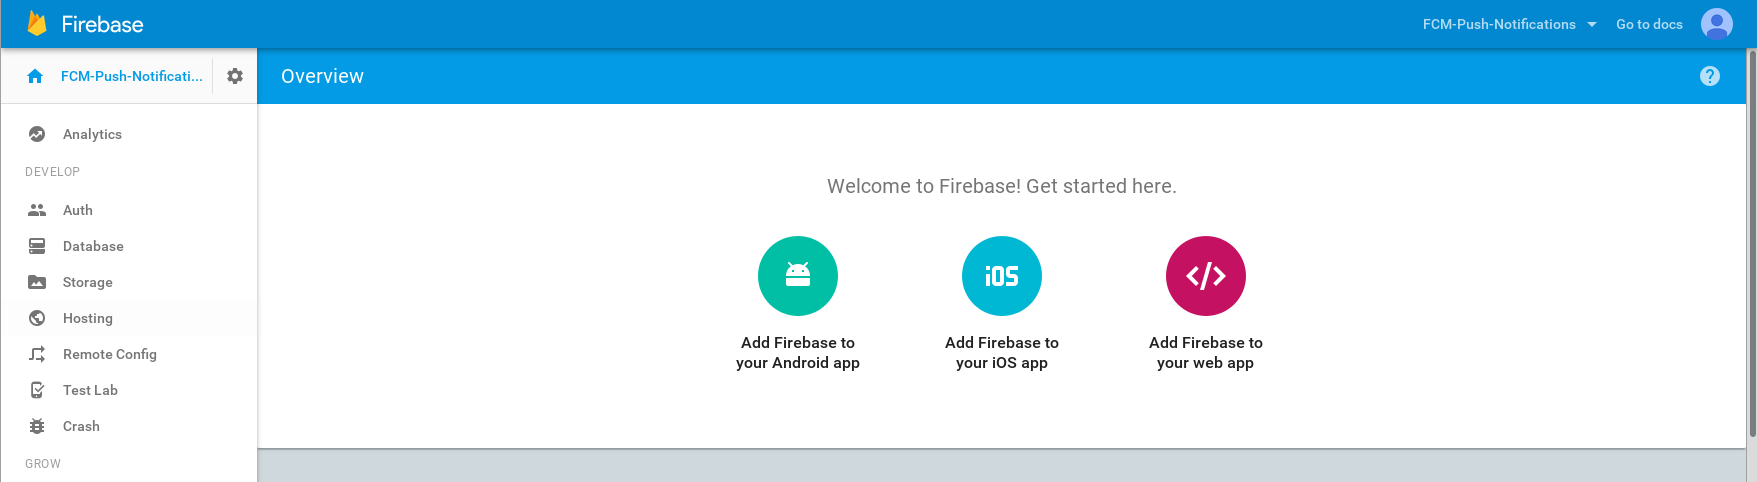 Firebase
FCM-Push-Notifications
Go to docs
FCM-Push-Notificati...
Overview
Analytics
DEVELOP
Auth
Database
Storage
Hosting
Remote Config
Test Lab
Crash
GROW
Welcome to Firebase! Get started here.
iOS
Add Firebase to
your Android app
Add Firebase to
your iOS app
Add Firebase to
your web app